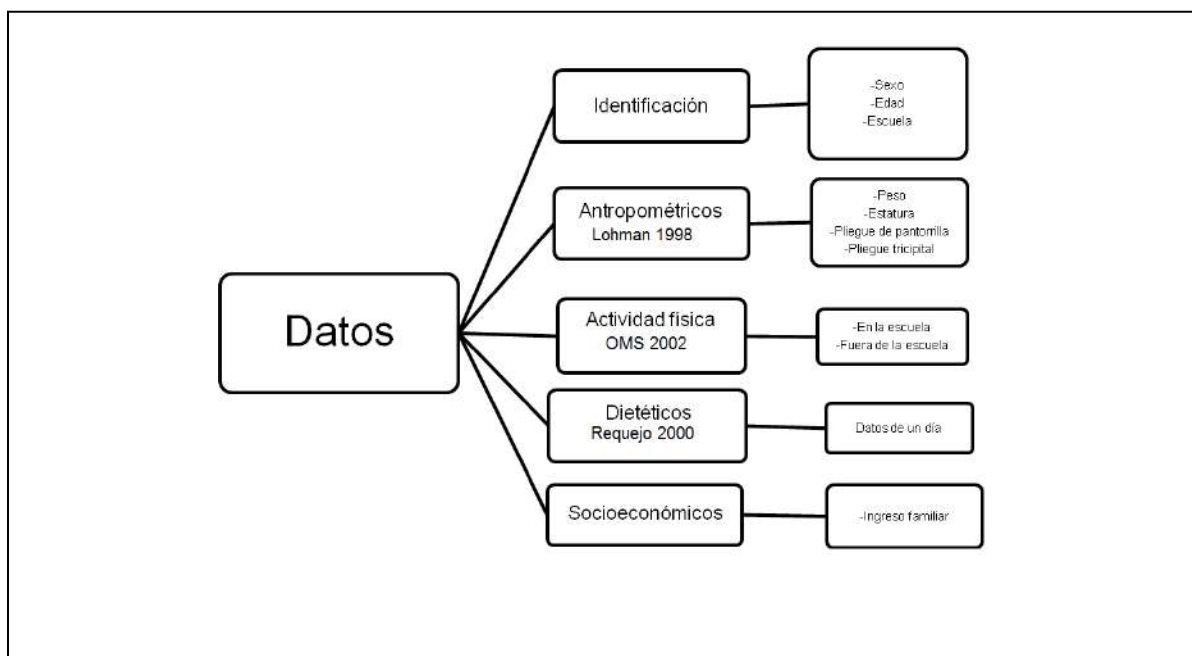 Datos
Identificación
-Sexo
-Edad
-Escuela
Antropométricos
Lohman 1998
-Peso
-Estatura
-Pliegue de pantorrilla
-Pliegue tricipital
Actividad física
OMS 2002
-En la escuela
-Fuera de la escuela
Dietéticos
Requejo 2000
Datos de un día
Socioeconómicos
-Ingreso familiar